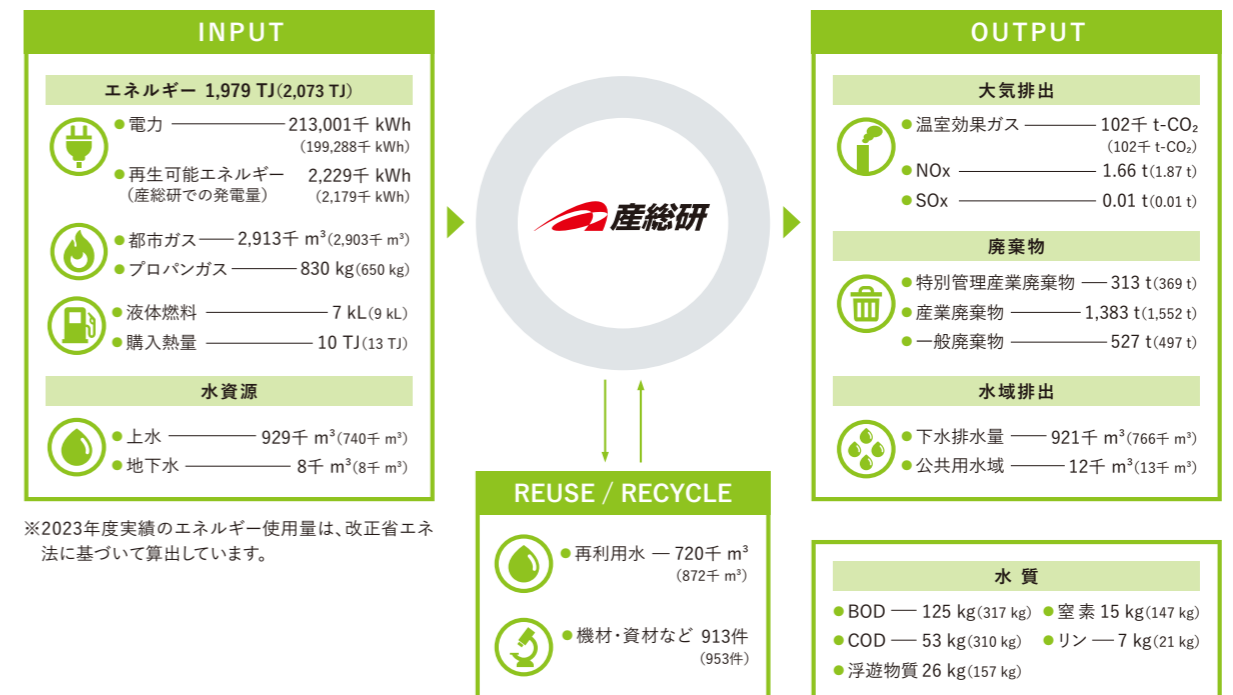 INPUT
エネルギー 1,979 TJ(2,073 TJ)
電力 213,001千 kWh
(199,288千 kWh)
再生可能エネルギー 2,229千 kWh
(産総研での発電量) (2,179千 kWh)
都市ガス 2,913千 m³(2,903千 m³)
プロパンガス 830 kg(650 kg)
液体燃料 7 kL(9 kL)
購入熱量 10 TJ(13 TJ)
水資源
上水 929千 m³(740千 m³)
地下水 8千 m³(8千 m³)
※2023年度実績のエネルギー使用量は、改正省エネ
法に基づいて算出しています。
産総研
REUSE / RECYCLE
再利用水 720千 m³
(872千 m³)
機材・資材など 913件
(953件)
OUTPUT
大気排出
温室効果ガス 102千 t-CO₂
(102千 t-CO₂)
NOx 1.66 t(1.87 t)
SOx 0.01 t(0.01 t)
廃棄物
特別管理産業廃棄物 313 t(369 t)
産業廃棄物 1,383 t(1,552 t)
一般廃棄物 527 t(497 t)
水域排出
下水排水量 921千 m³(766千 m³)
公共用水域 12千 m³(13千 m³)
水 質
BOD 125 kg(317 kg) 窒素 15 kg(147 kg)
COD 53 kg(310 kg) リン 7 kg(21 kg)
浮遊物質 26 kg(157 kg)